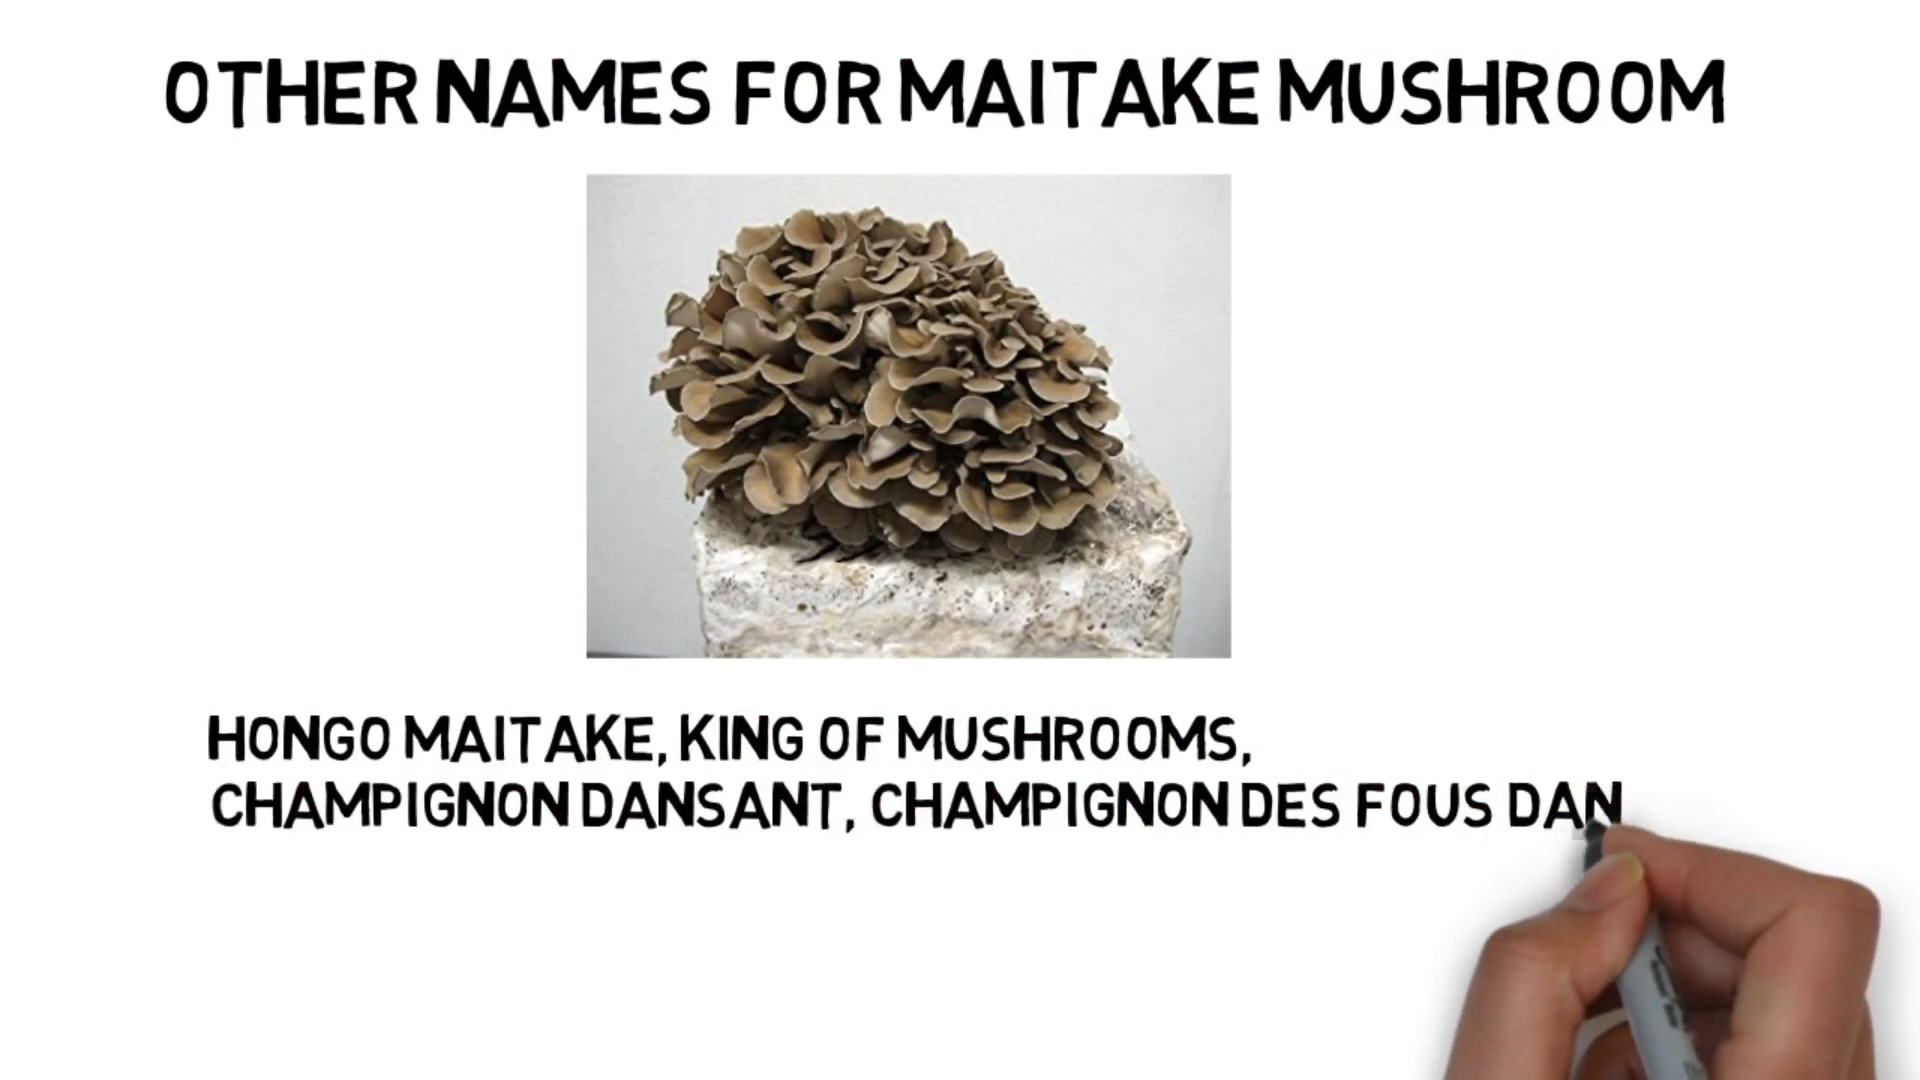 OTHER NAMES FOR MAITAKE MUSHROOM
HONGO MAITAKE, KING OF MUSHROOMS,
CHAMPIGNON DANSANT, CHAMPIGNON DES FOUS DAN